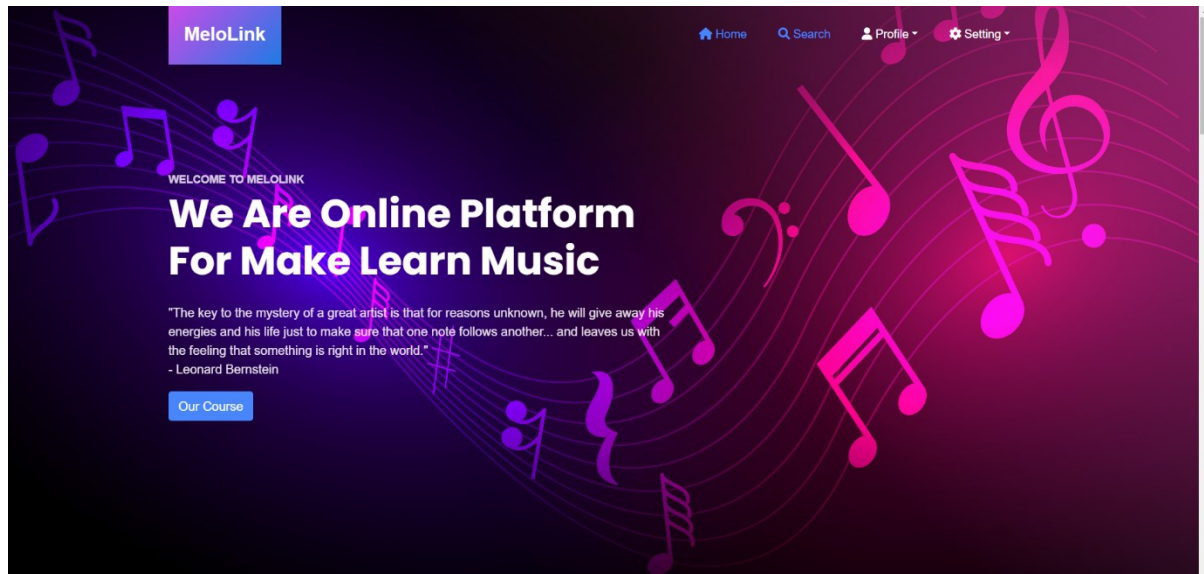 MeloLink
Home
Search
Profile
Setting
WELCOME TO MELOLINK
We Are Online Platform
For Make Learn Music
"The key to the mystery of a great artist is that for reasons unknown, he will give away his
energies and his life just to make sure that one note follows another... and leaves us with
the feeling that something is right in the world."
- Leonard Bernstein
Our Course